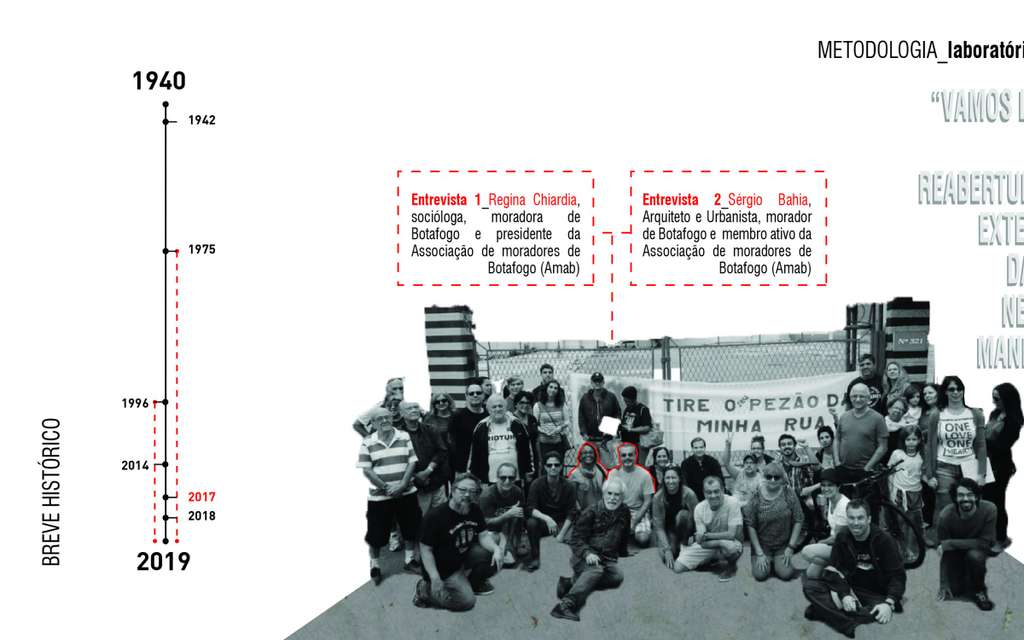 METODOLOGIA_laboratóri
"VAMOS
REABERTU
EXTE
DA
NE
MANI
1940
1942
1975
1996
2014
2017
2018
2019
BREVE HISTÓRICO
Entrevista 1_Regina Chiardia,
socióloga, moradora de
Botafogo e presidente da
Associação de moradores de
Botafogo (Amab)
Entrevista 2_Sérgio Bahia,
Arquiteto e Urbanista, morador
de Botafogo e membro ativo da
Associação de moradores de
Botafogo (Amab)
Nº 321
TIRE O PEZÃO DA
MINHA RUA
ONE
LOVE
ONE